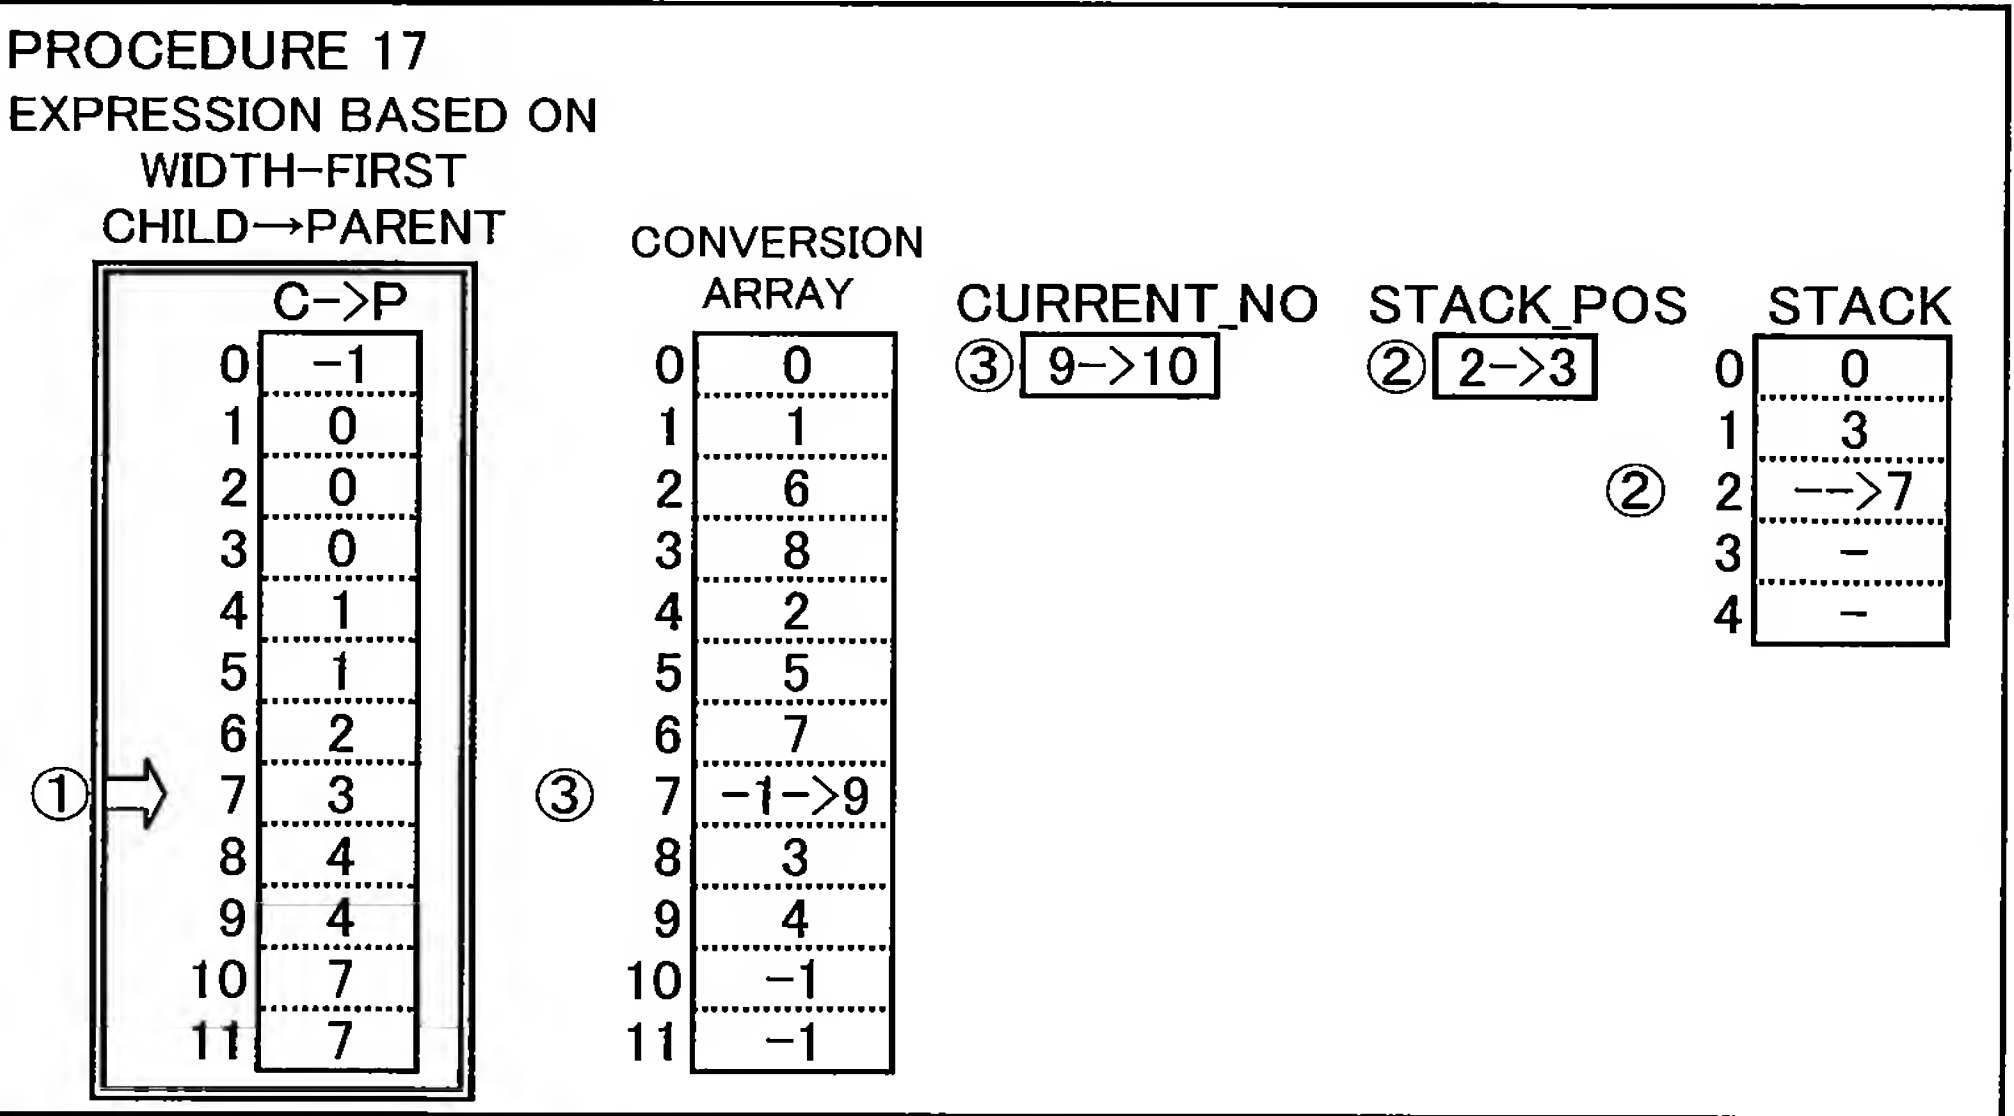 PROCEDURE 17
EXPRESSION BASED ON
WIDTH-FIRST
CHILD→PARENT
C->P
0 -1
1 0
2 0
3 0
4 1
5 1
6 2
① 7 3
8 4
9 4
10 7
11 7
CONVERSION
ARRAY
0 0
1 1
2 6
3 8
4 2
5 5
6 7
③ 7 -1->9
8 3
9 4
10 -1
11 -1
CURRENT_NO
③ 9->10
STACK_POS
② 2->3
STACK
0 0
1 3
② 2 -->7
3 -
4 -